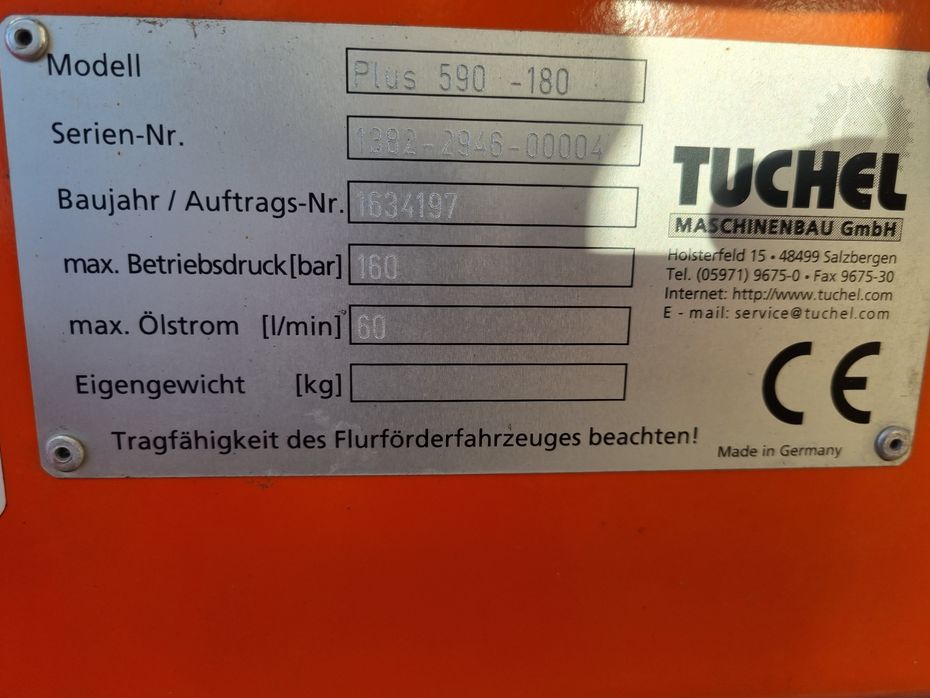 Modell Plus 590 -180
Serien-Nr. 1382-2946-00004
Baujahr / Auftrags-Nr. 1634197
max. Betriebsdruck [bar] 160
max. Ölstrom [l/min] 60
Eigengewicht [kg]
Tragfähigkeit des Flurförderfahrzeuges beachten!
TUCHEL
MASCHINENBAU GmbH
Holsterfeld 15 • 48499 Salzbergen
Tel. (05971) 9675-0 • Fax 9675-30
Internet: http://www.tuchel.com
E - mail: service@tuchel.com
CE
Made in Germany